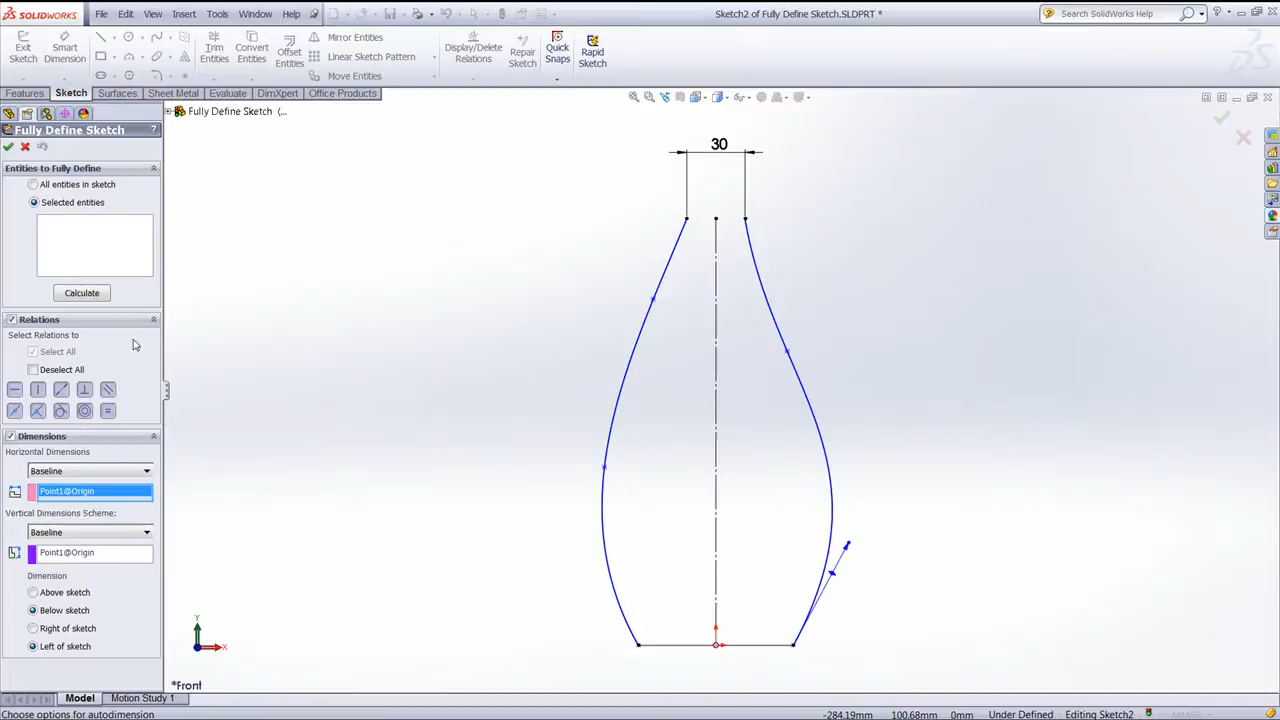 SOLIDWORKS File Edit View Insert Tools Window Help Sketch2 of Fully Define Sketch.SLDPRT * Search SolidWorks Help
Exit Sketch
Smart Dimension
Trim Entities
Convert Entities
Offset Entities
Mirror Entities
Linear Sketch Pattern
Move Entities
Display/Delete Relations
Repair Sketch
Quick Snaps
Rapid Sketch
Features Sketch Surfaces Sheet Metal Evaluate DimXpert Office Products
Fully Define Sketch (...
Fully Define Sketch ?
Entities to Fully Define
All entities in sketch
Selected entities
Calculate
Relations
Select Relations to
Select All
Deselect All
Dimensions
Horizontal Dimensions
Baseline
Point1@Origin
Vertical Dimensions Scheme:
Baseline
Point1@Origin
Dimension
Above sketch
Below sketch
Right of sketch
Left of sketch
30
Y
X
*Front
Model Motion Study 1
Choose options for autodimension -284.19mm 100.68mm 0mm Under Defined Editing Sketch2